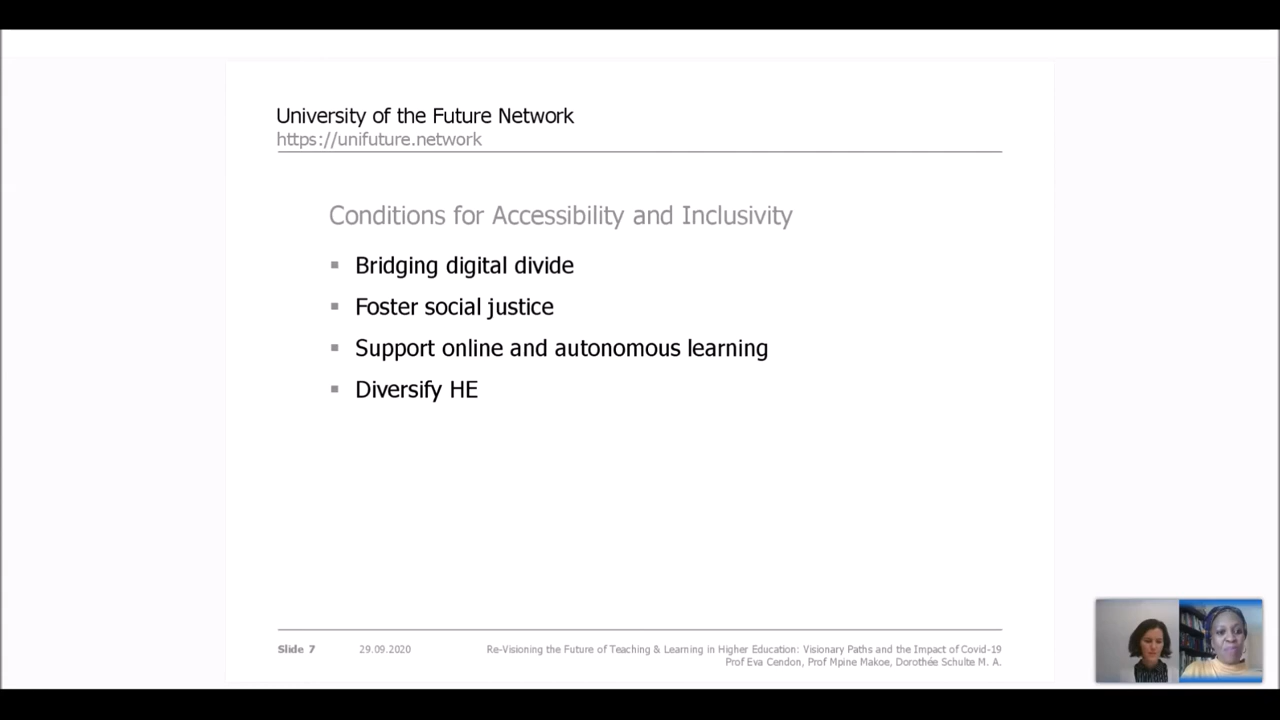 University of the Future Network
https://unifuture.network
Conditions for Accessibility and Inclusivity
▪ Bridging digital divide
▪ Foster social justice
▪ Support online and autonomous learning
▪ Diversify HE
Slide 7 29.09.2020 Re-Visioning the Future of Teaching & Learning in Higher Education: Visionary Paths and the Impact of Covid-19
Prof Eva Cendon, Prof Mpine Makoe, Dorothée Schulte M. A.